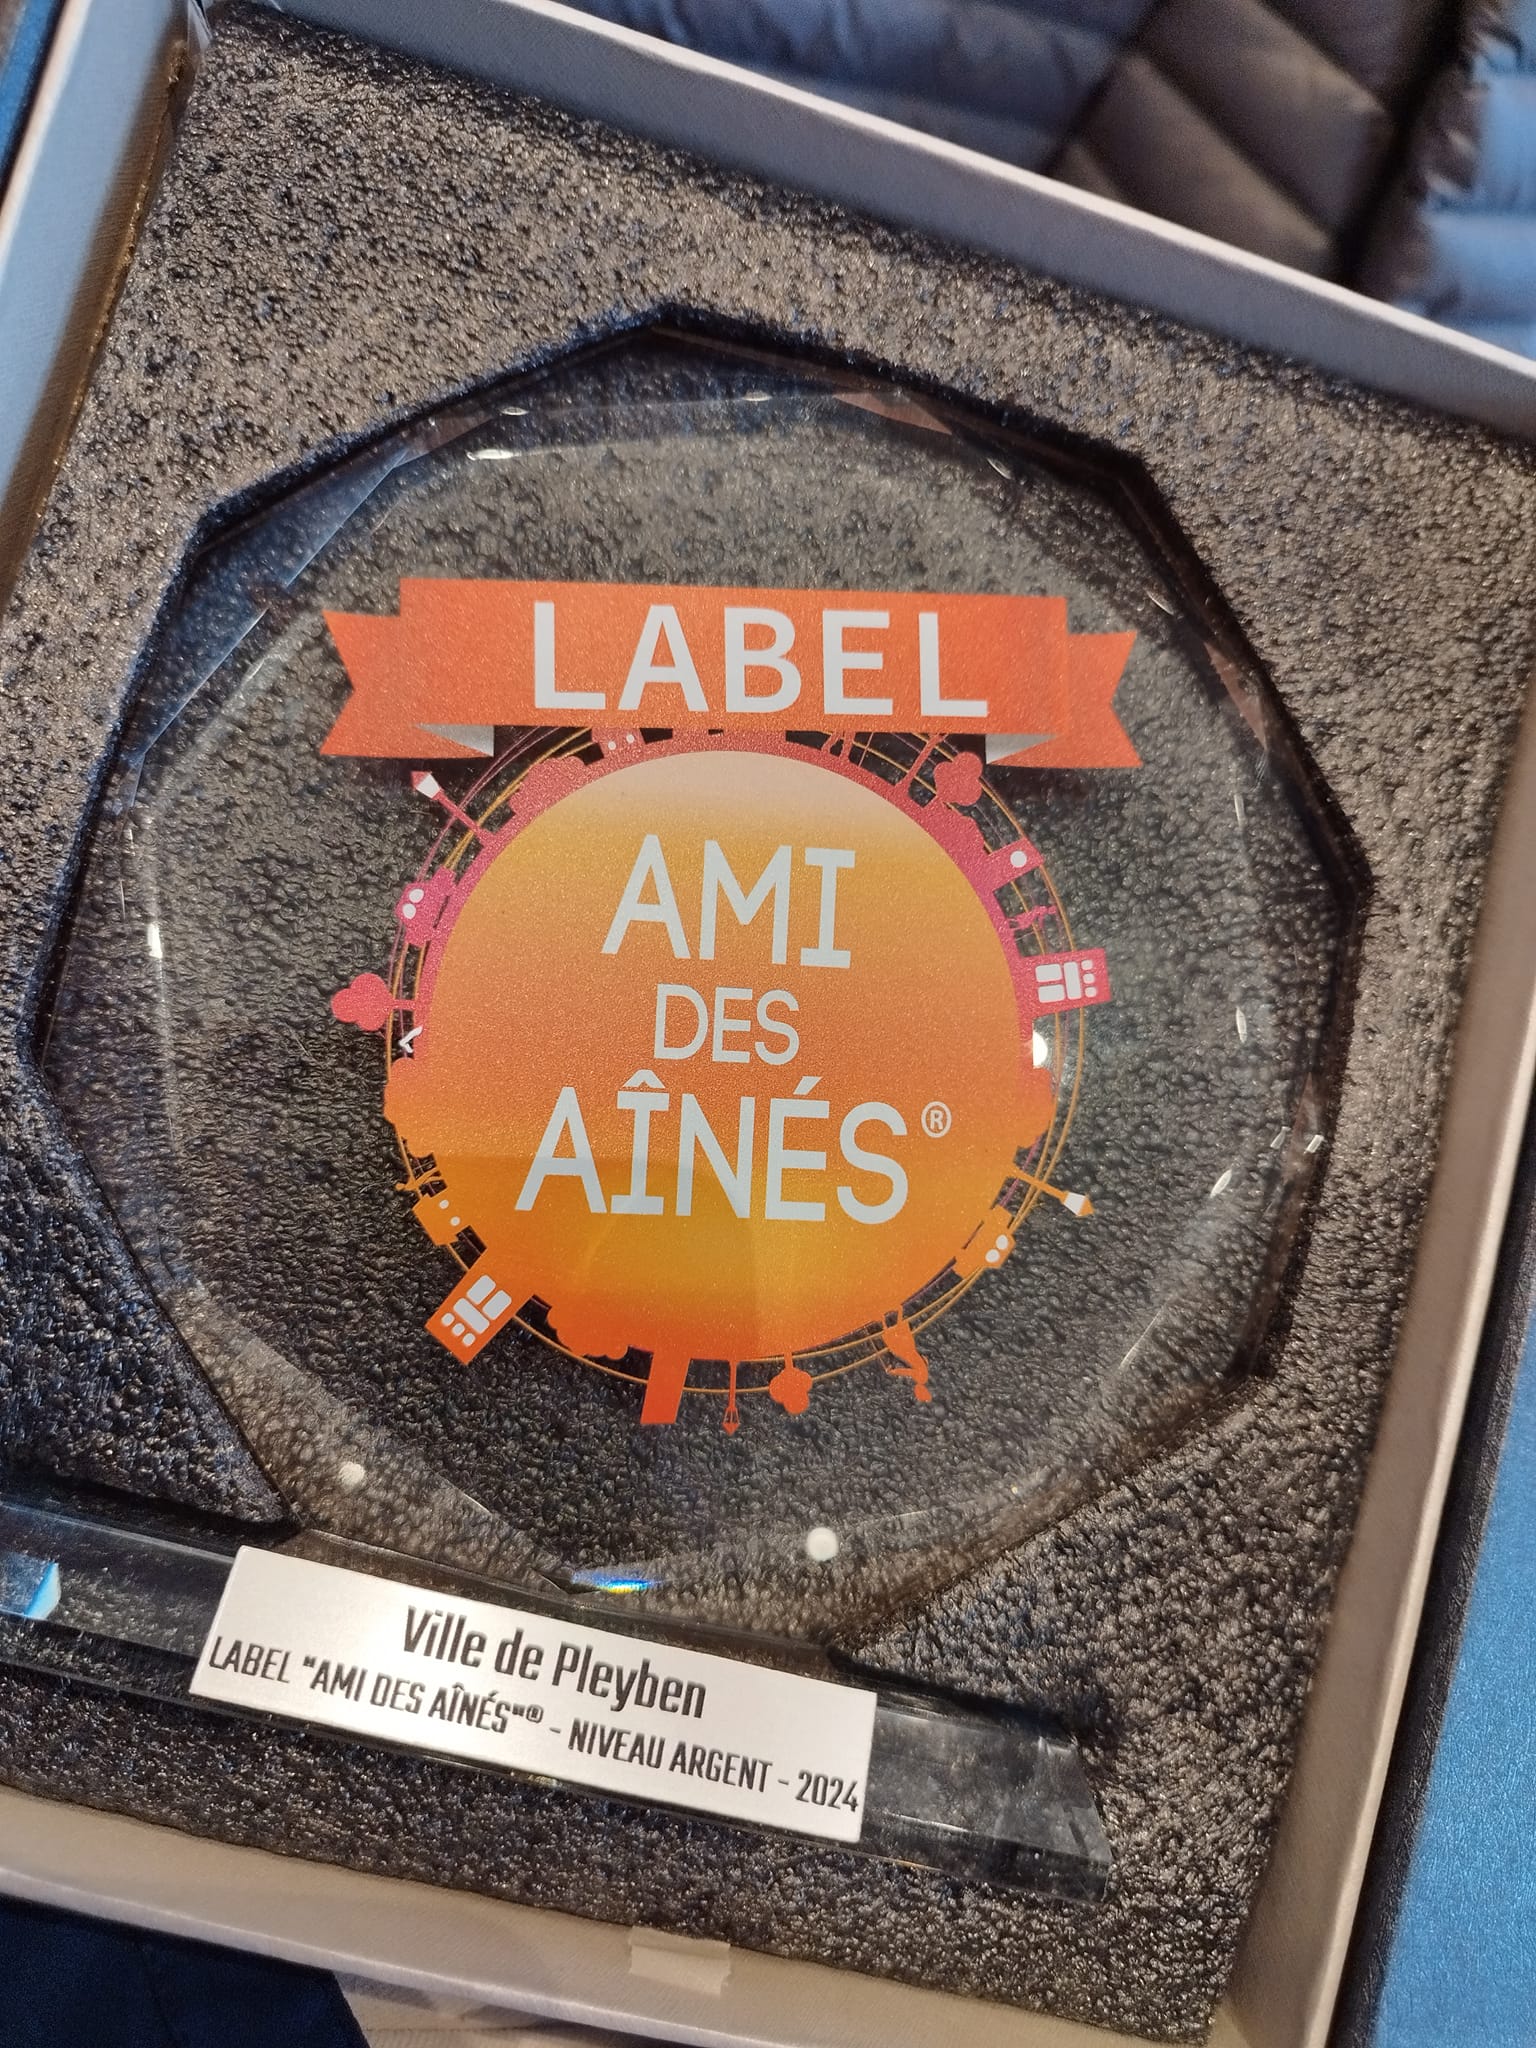 LABEL
AMI
DES
AÎNÉS®
Ville de Pleyben
LABEL "AMI DES AÎNÉS"® - NIVEAU ARGENT - 2024